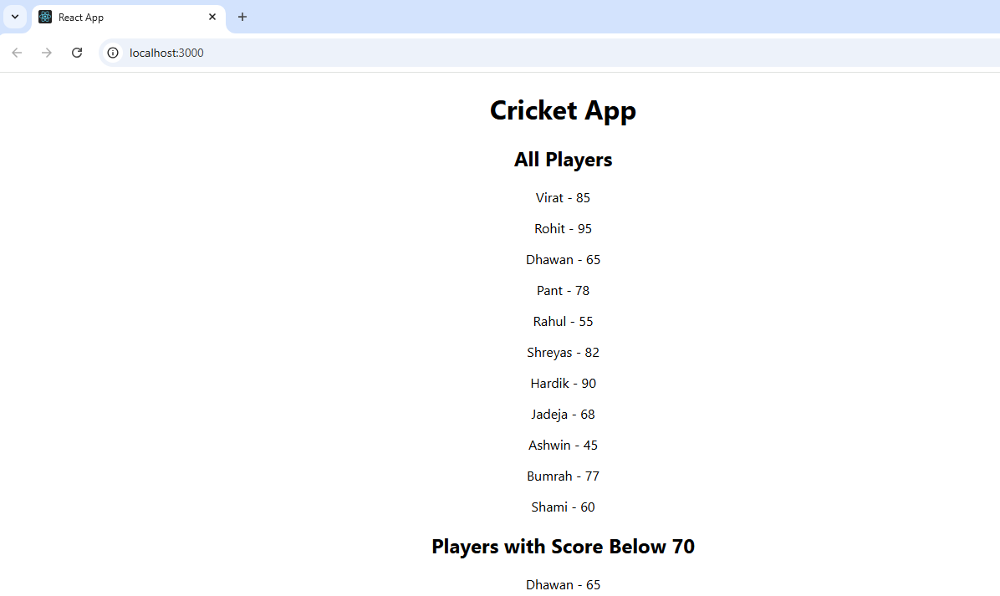 React App
localhost:3000
Cricket App
All Players
Virat - 85
Rohit - 95
Dhawan - 65
Pant - 78
Rahul - 55
Shreyas - 82
Hardik - 90
Jadeja - 68
Ashwin - 45
Bumrah - 77
Shami - 60
Players with Score Below 70
Dhawan - 65